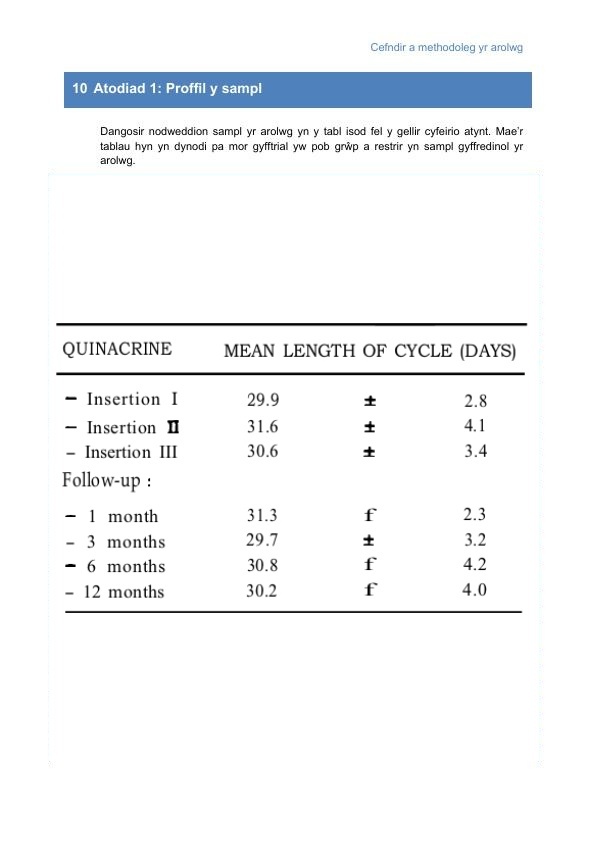 Cefndir a methodoleg yr arolwg
10 Atodiad 1: Proffil y sampl
Dangosir nodweddion sampl yr arolwg yn y tabl isod fel y gellir cyfeirio atynt. Mae'r
tablau hyn yn dynodi pa mor gyfftrial yw pob grŵp a restrir yn sampl gyffredinol yr
arolwg.
QUINACRINE MEAN LENGTH OF CYCLE (DAYS)
– Insertion I 29.9 ± 2.8
– Insertion II 31.6 ± 4.1
– Insertion III 30.6 ± 3.4
Follow-up :
– 1 month 31.3 f 2.3
– 3 months 29.7 ± 3.2
– 6 months 30.8 f 4.2
– 12 months 30.2 f 4.0